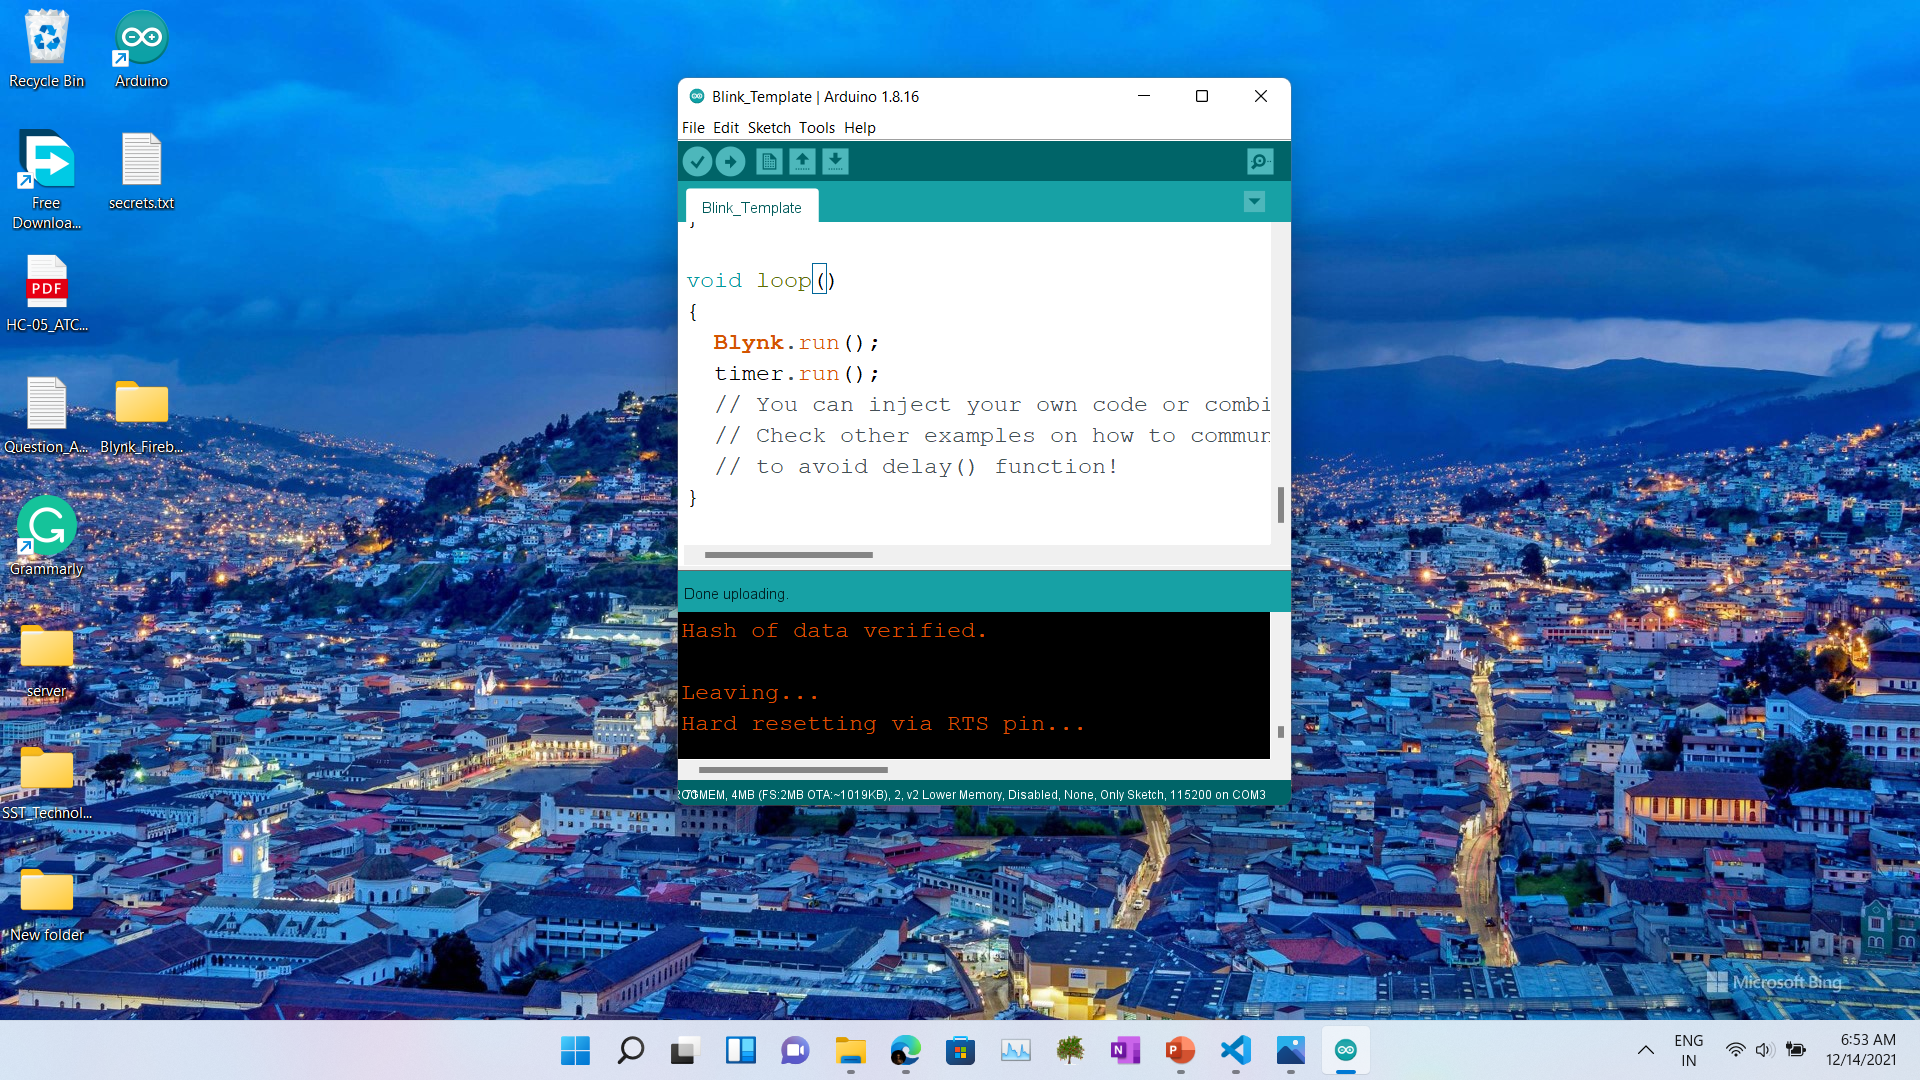 Recycle Bin
Arduino
Free
Downloa...
secrets.txt
PDF
HC-05_ATC...
Question_A...
Blynk_Fireb...
Grammarly
server
SST_Technol...
New folder
Blink_Template | Arduino 1.8.16
File Edit Sketch Tools Help
Blink_Template
}
void loop()
{
Blynk.run();
timer.run();
// You can inject your own code or combi
// Check other examples on how to commun
// to avoid delay() function!
}
Done uploading.
Hash of data verified.
Leaving...
Hard resetting via RTS pin...
MEM, 4MB (FS:2MB OTA:~1019KB), 2, v2 Lower Memory, Disabled, None, Only Sketch, 115200 on COM3
Microsoft Bing
ENG
IN
6:53 AM
12/14/2021